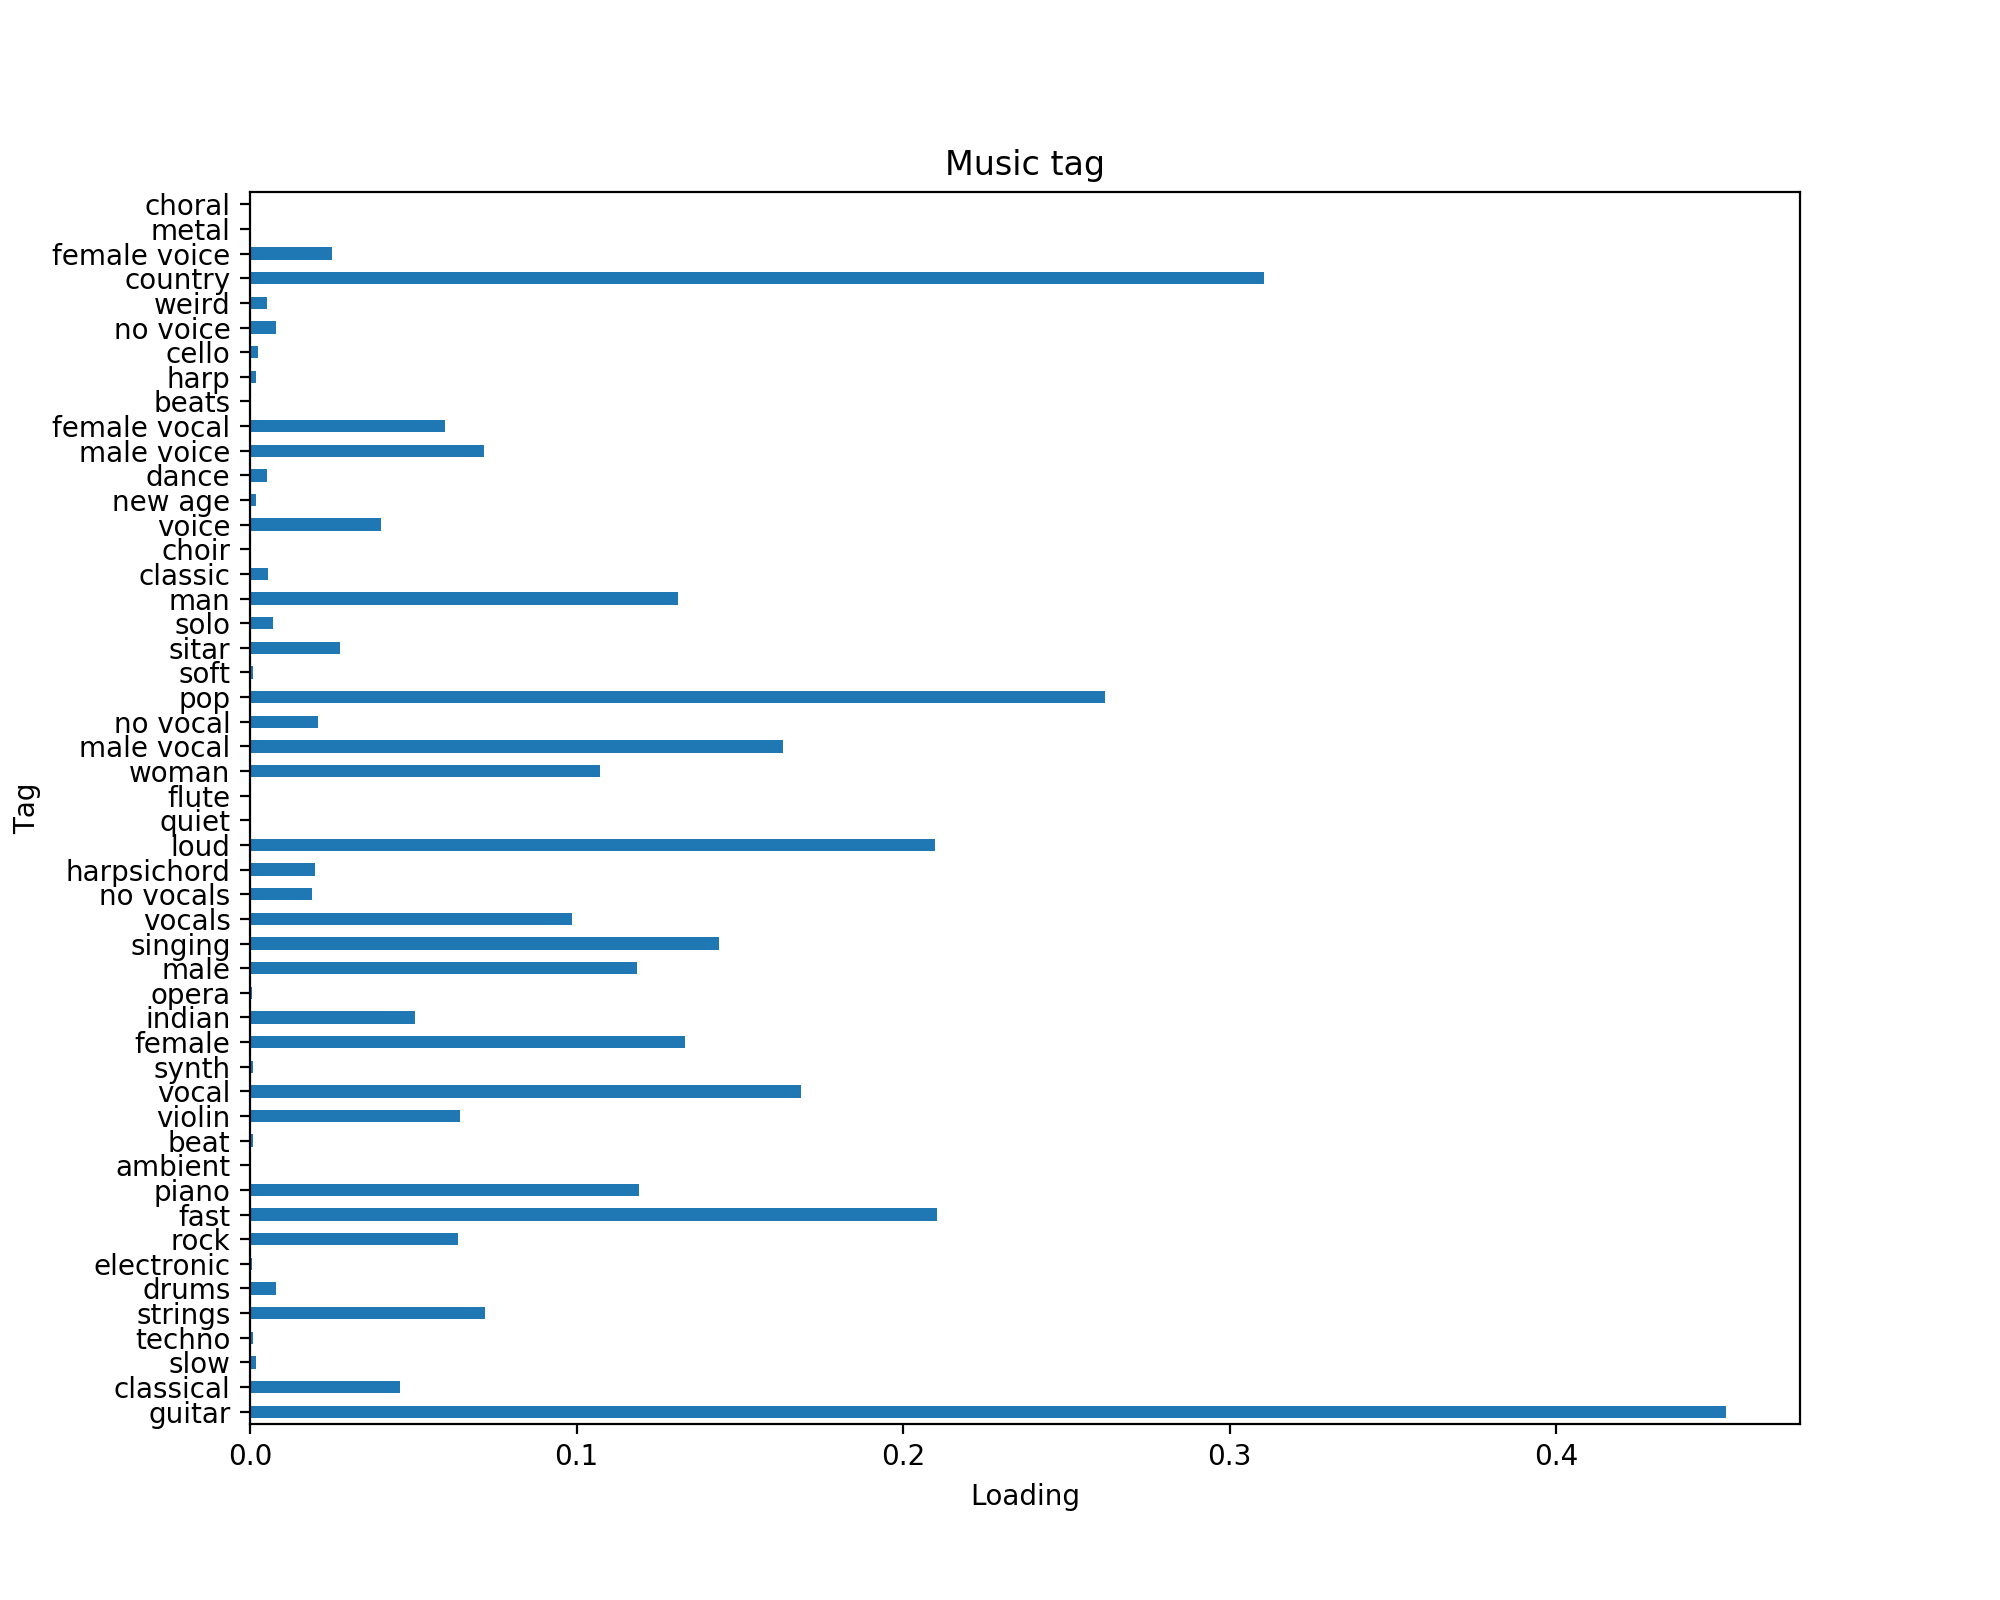 Music tag
choral
metal
female voice
country
weird
no voice
cello
harp
beats
female vocal
male voice
dance
new age
voice
choir
classic
man
solo
sitar
soft
pop
no vocal
male vocal
woman
flute
quiet
loud
harpsichord
no vocals
vocals
singing
male
opera
indian
female
synth
vocal
violin
beat
ambient
piano
fast
rock
electronic
drums
strings
techno
slow
classical
guitar
Tag
0.0 0.1 0.2 0.3 0.4
Loading